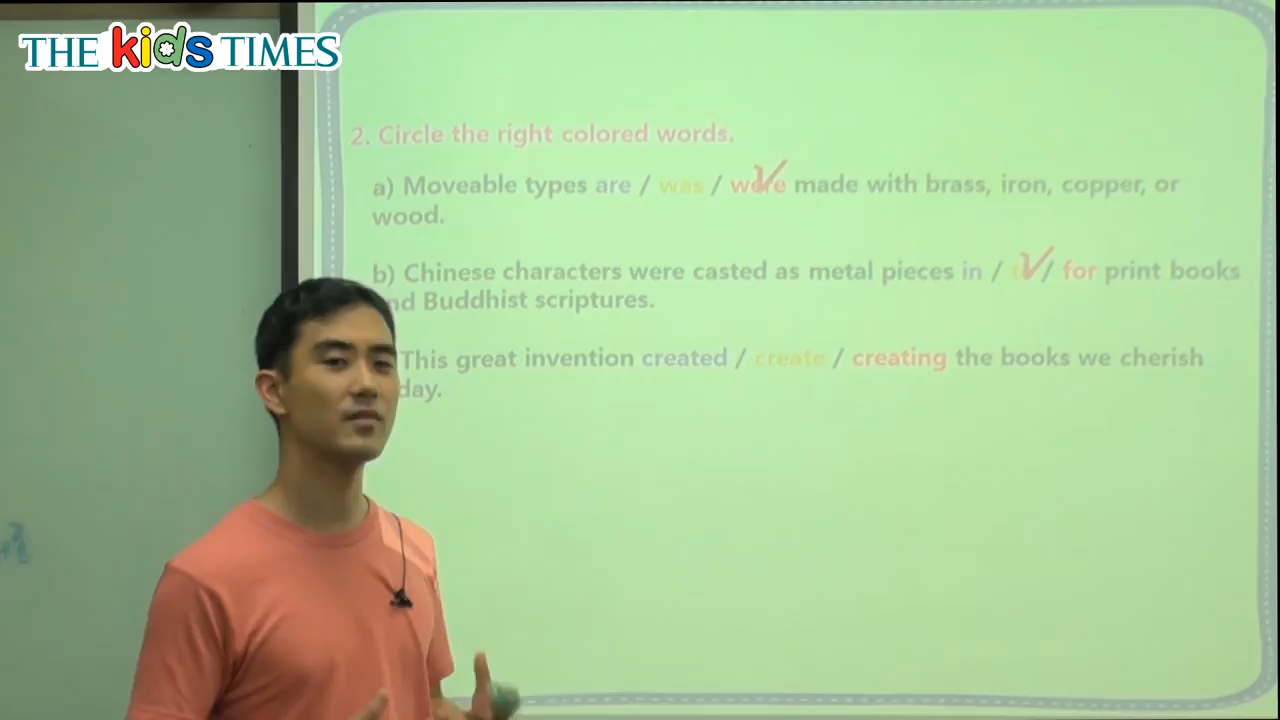 THE kids TIMES
2. Circle the right colored words.
a) Moveable types are / was / were made with brass, iron, copper, or
wood.
b) Chinese characters were casted as metal pieces in / / for print books
nd Buddhist scriptures.
This great invention created / create / creating the books we cherish
day.